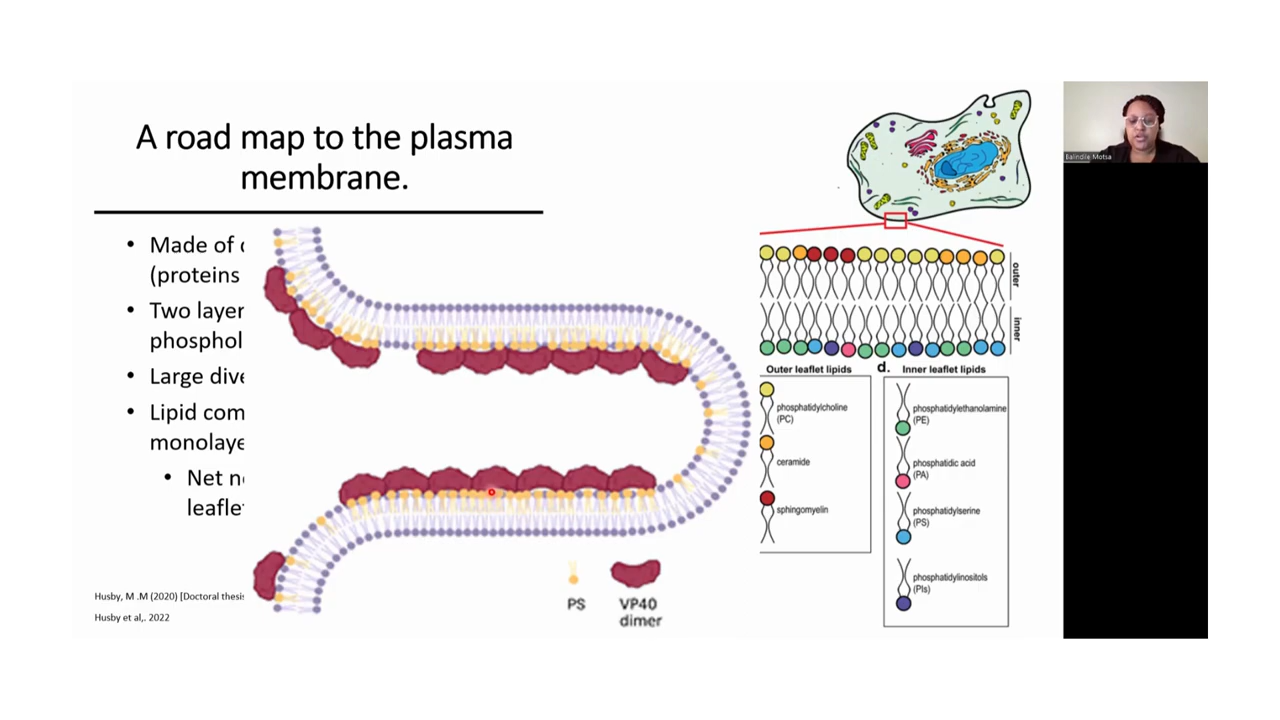 A road map to the plasma
membrane.
• Made of
(proteins
• Two layer
phosphol
• Large dive
• Lipid com
monolaye
• Net n
leaflet
Husby, M .M (2020) [Doctoral thesis
Husby et al,. 2022
PS
VP40
dimer
outer
inner
Outer leaflet lipids
phosphatidylcholine
(PC)
ceramide
sphingomyelin
d.
Inner leaflet lipids
phosphatidylethanolamine
(PE)
phosphatidic acid
(PA)
phosphatidylserine
(PS)
phosphatidylinositols
(PIs)
Balindile Motsa